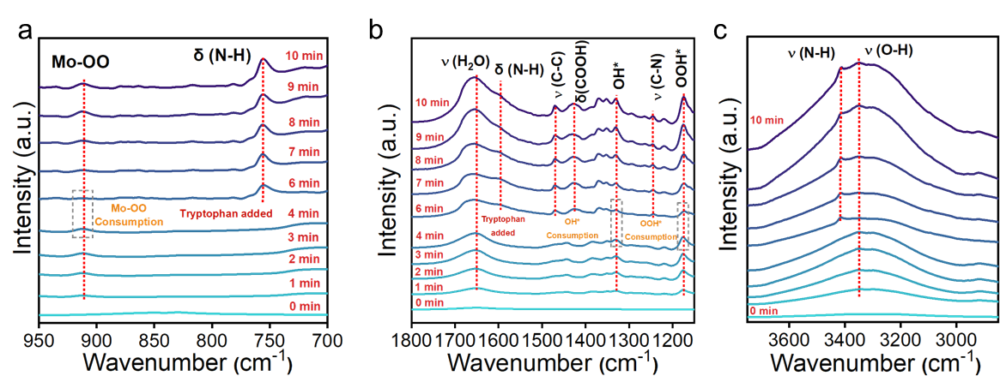 a
Intensity (a.u.)
Mo-OO
δ (N-H)
10 min
9 min
8 min
7 min
6 min
Mo-OO
Consumption
Tryptophan added
4 min
3 min
2 min
1 min
0 min
950 900 850 800 750 700
Wavenumber (cm⁻¹)
b
Intensity (a.u.)
ν (H₂O)
δ (N-H)
ν (C-C)
δ(COOH)
OH*
ν (C-N)
OOH*
10 min
9 min
8 min
7 min
6 min
Tryptophan
added
OH*
Consumption
OOH*
Consumption
4 min
3 min
2 min
1 min
0 min
1800 1700 1600 1500 1400 1300 1200
Wavenumber (cm⁻¹)
c
Intensity (a.u.)
ν (N-H)
ν (O-H)
10 min
0 min
3600 3400 3200 3000
Wavenumber (cm⁻¹)